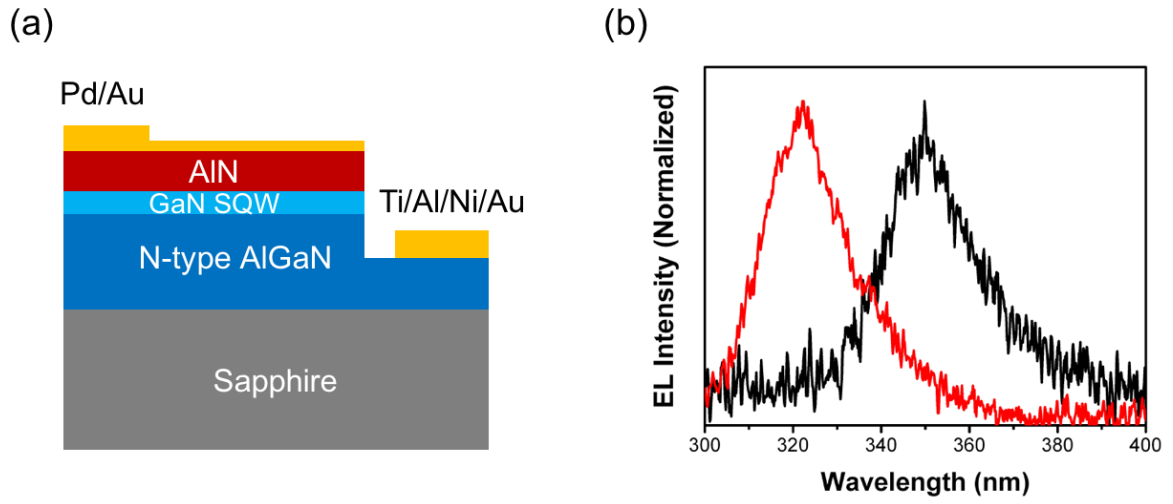 (a)
Pd/Au
AlN
GaN SQW
Ti/Al/Ni/Au
N-type AlGaN
Sapphire
(b)
EL Intensity (Normalized)
300 320 340 360 380 400
Wavelength (nm)